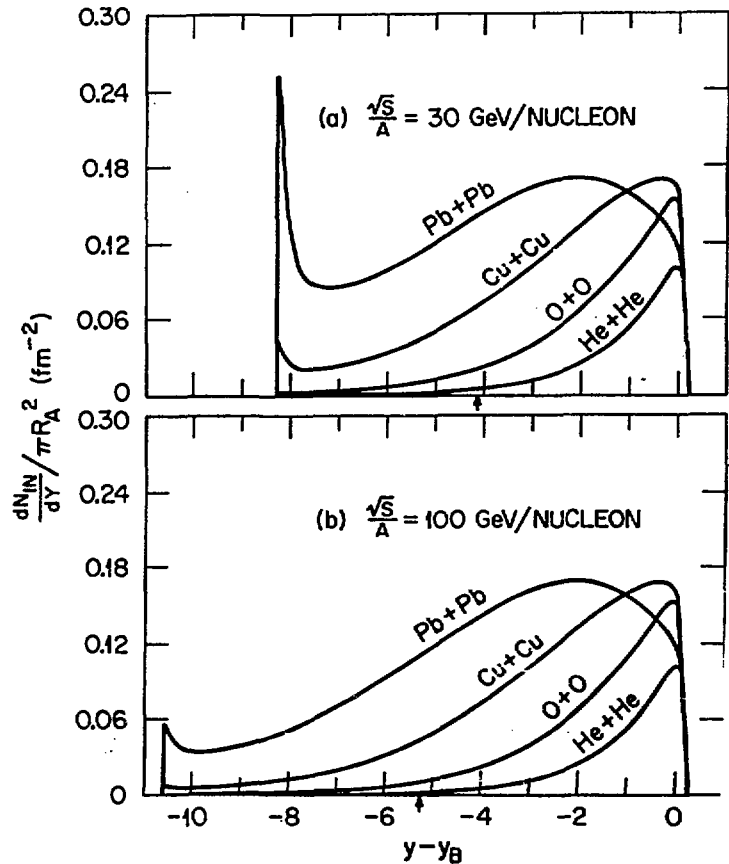 0.30
0.24
0.18
0.12
0.06
0
(a) √S/A = 30 GeV/NUCLEON
Pb+Pb
Cu+Cu
O+O
He+He
dN_IN/dY / πR_A^2 (fm^-2)
0.30
0.24
0.18
0.12
0.06
0
(b) √S/A = 100 GeV/NUCLEON
Pb+Pb
Cu+Cu
O+O
He+He
-10 -8 -6 -4 -2 0
y-y_B